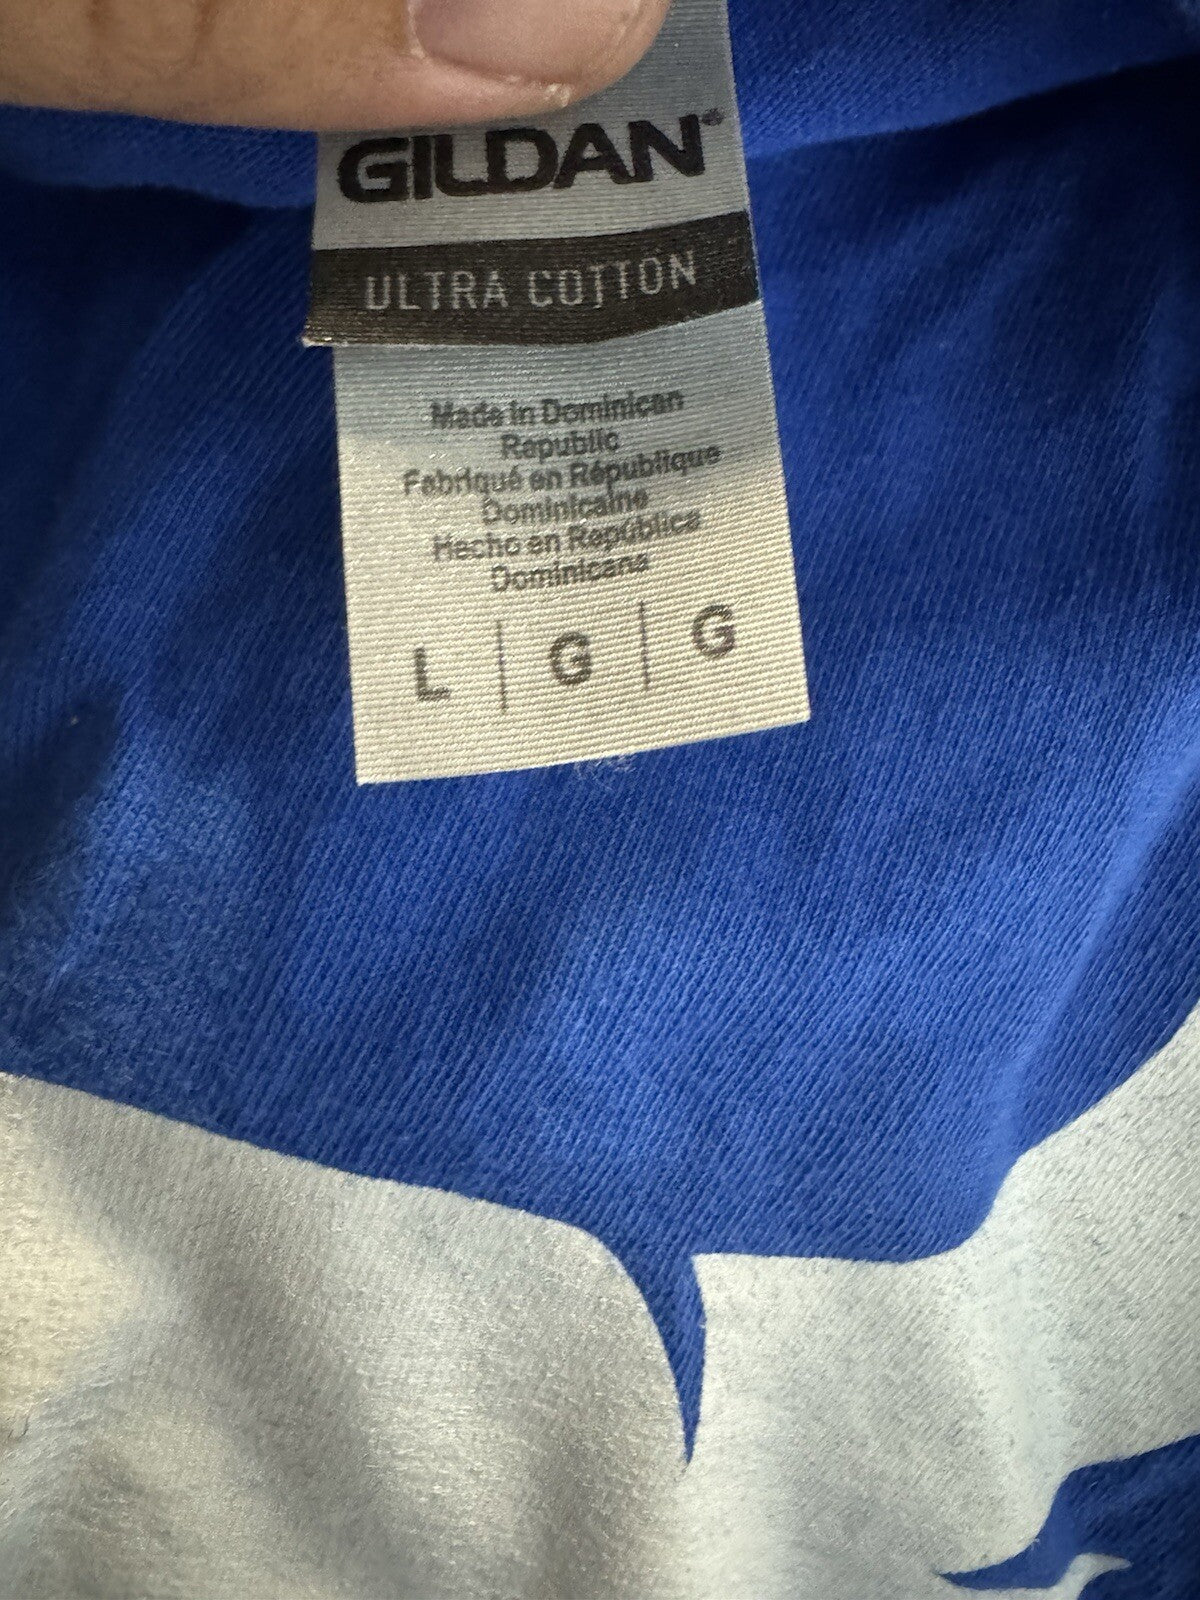 GILDAN®
ULTRA COTTON
Made in Dominican
Republic
Fabriqué en République
Dominicaine
Hecho en República
Dominicana
L | G | G